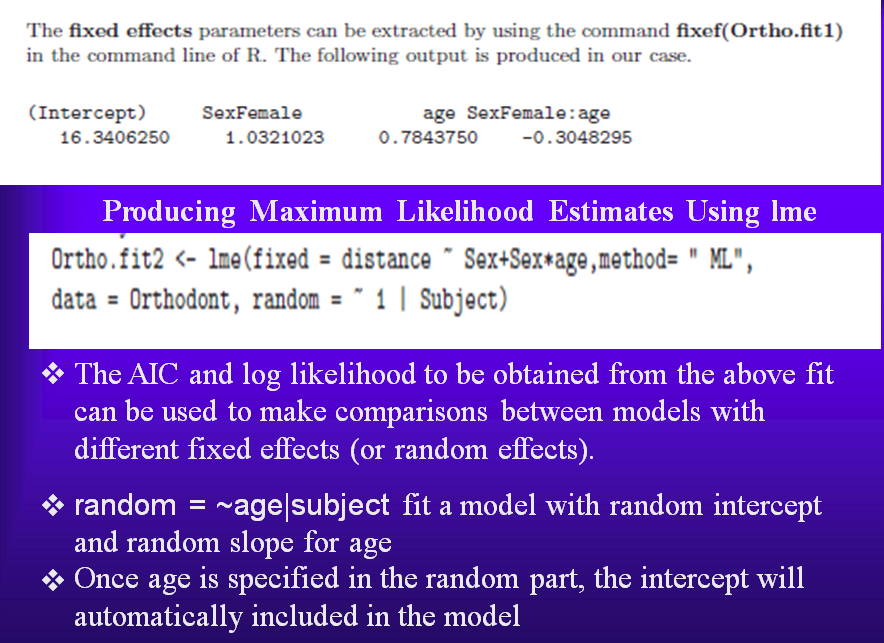 The fixed effects parameters can be extracted by using the command fixef(Ortho.fit1)
in the command line of R. The following output is produced in our case.
(Intercept) SexFemale age SexFemale:age
16.3406250 1.0321023 0.7843750 -0.3048295
Producing Maximum Likelihood Estimates Using lme
Ortho.fit2 <- lme(fixed = distance ~ Sex+Sex*age,method= " ML",
data = Orthodont, random = ~ 1 | Subject)
❖ The AIC and log likelihood to be obtained from the above fit
can be used to make comparisons between models with
different fixed effects (or random effects).
❖ random = ~age|subject fit a model with random intercept
and random slope for age
❖ Once age is specified in the random part, the intercept will
automatically included in the model